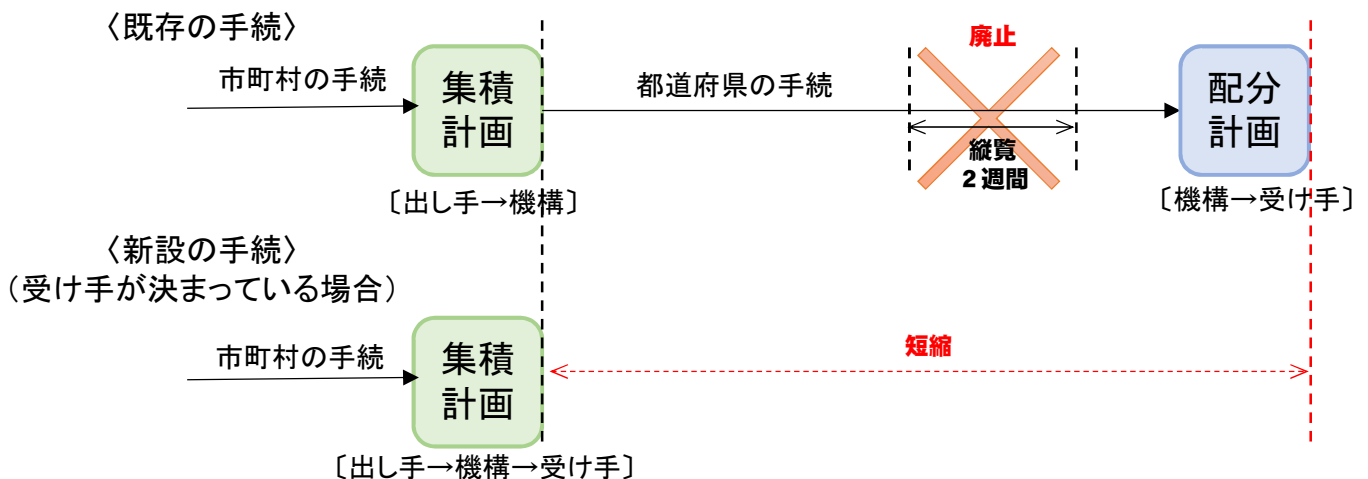 〈既存の手続〉
市町村の手続
集積
計画
〔出し手→機構〕
都道府県の手続
廃止
縦覧
２週間
配分
計画
〔機構→受け手〕
〈新設の手続〉
（受け手が決まっている場合）
市町村の手続
集積
計画
〔出し手→機構→受け手〕
短縮